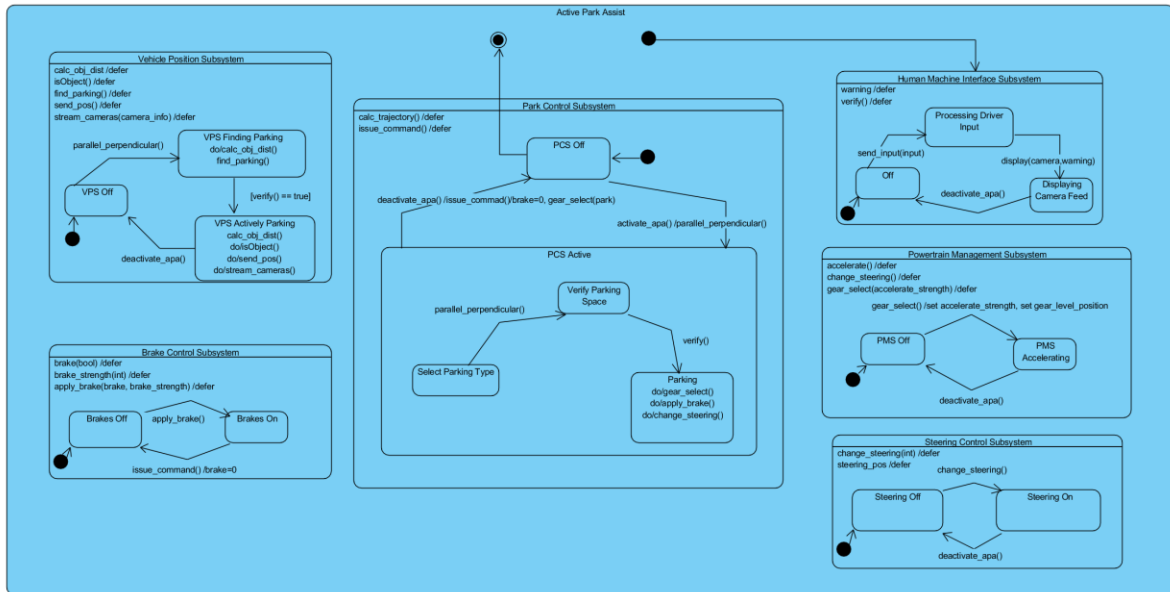 Active Park Assist
Vehicle Position Subsystem
calc_obj_dist /defer
isObject() /defer
find_parking() /defer
send_pos() /defer
stream_cameras(camera_info) /defer
VPS Finding Parking
do/calc_obj_dist()
find_parking()
parallel_perpendicular()
VPS Off
[verify() == true]
VPS Actively Parking
calc_obj_dist()
do/isObject()
do/send_pos()
do/stream_cameras()
deactivate_apa()
Brake Control Subsystem
brake(bool) /defer
brake_strength(int) /defer
apply_brake(brake, brake_strength) /defer
Brakes Off
apply_brake()
Brakes On
issue_command() /brake=0
Park Control Subsystem
calc_trajectory() /defer
issue_command() /defer
PCS Off
deactivate_apa() /issue_commad()/brake=0, gear_select(park)
activate_apa() /parallel_perpendicular()
PCS Active
Verify Parking
Space
parallel_perpendicular()
verify()
Select Parking Type
Parking
do/gear_select()
do/apply_brake()
do/change_steering()
Human Machine Interface Subsystem
warning /defer
verify() /defer
Processing Driver
Input
send_input(input)
display(camera,warning)
Off
deactivate_apa()
Displaying
Camera Feed
Powertrain Management Subsystem
accelerate() /defer
change_steering() /defer
gear_select(accelerate_strength) /defer
gear_select() /set accelerate_strength, set gear_level_position
PMS Off
PMS
Accelerating
deactivate_apa()
Steering Control Subsystem
change_steering(int) /defer
steering_pos /defer
change_steering()
Steering Off
Steering On
deactivate_apa()